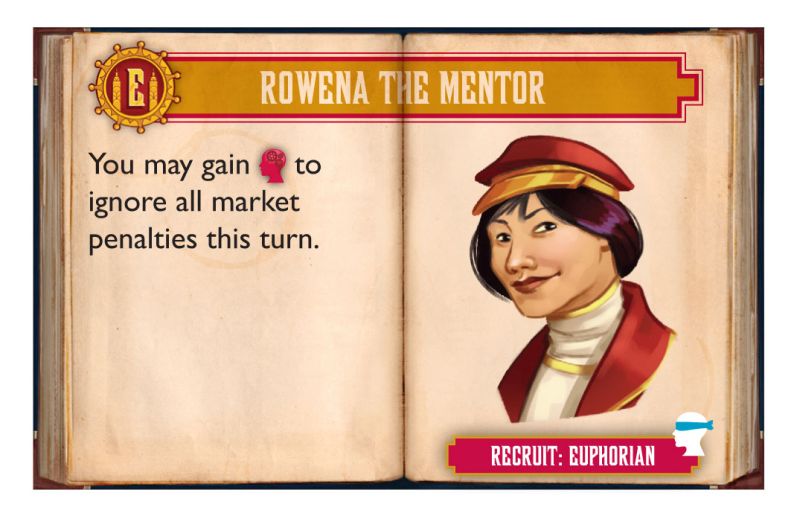 E
ROWENA THE MENTOR
You may gain to
ignore all market
penalties this turn.
RECRUIT: EUPHORIAN